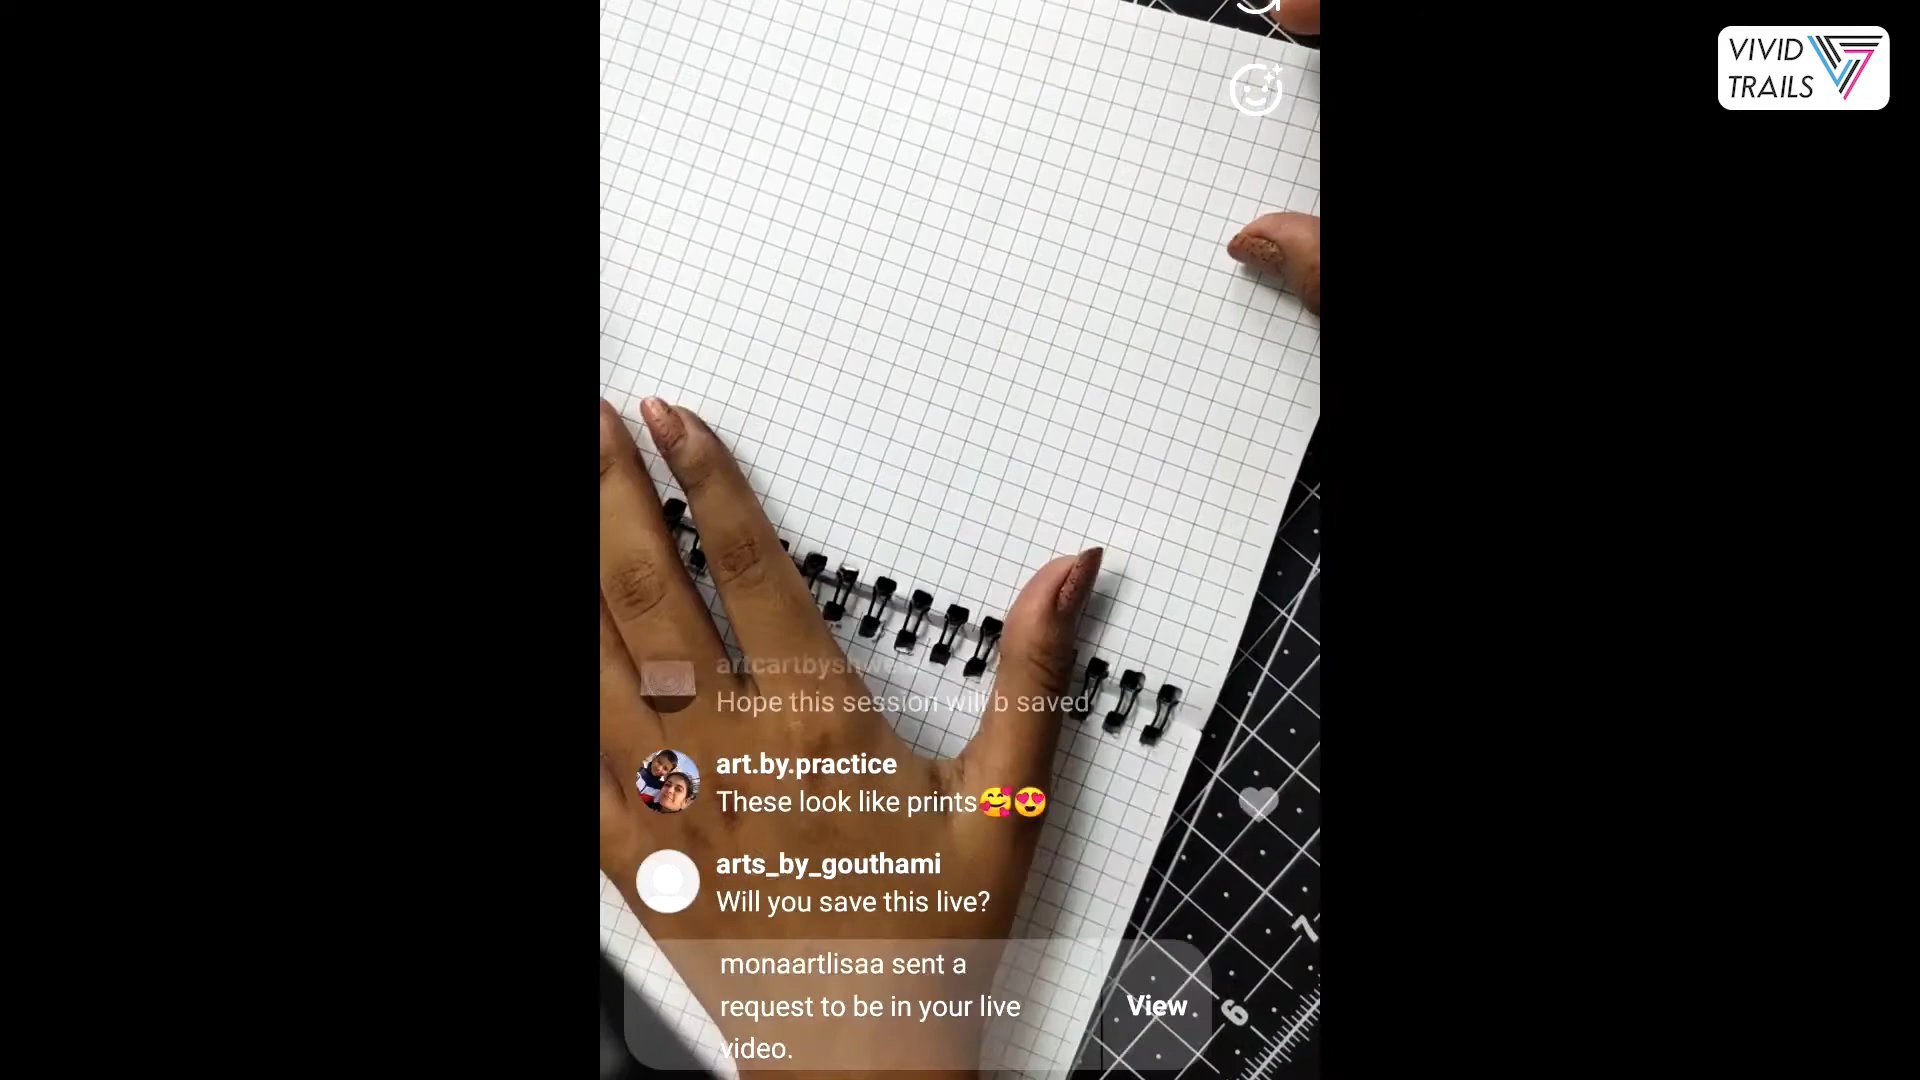 VIVID
TRAILS
Hope this session will b saved
art.by.practice
These look like prints🥰😍
arts_by_gouthami
Will you save this live?
monaartlisaa sent a
request to be in your live
video.
View
7
6